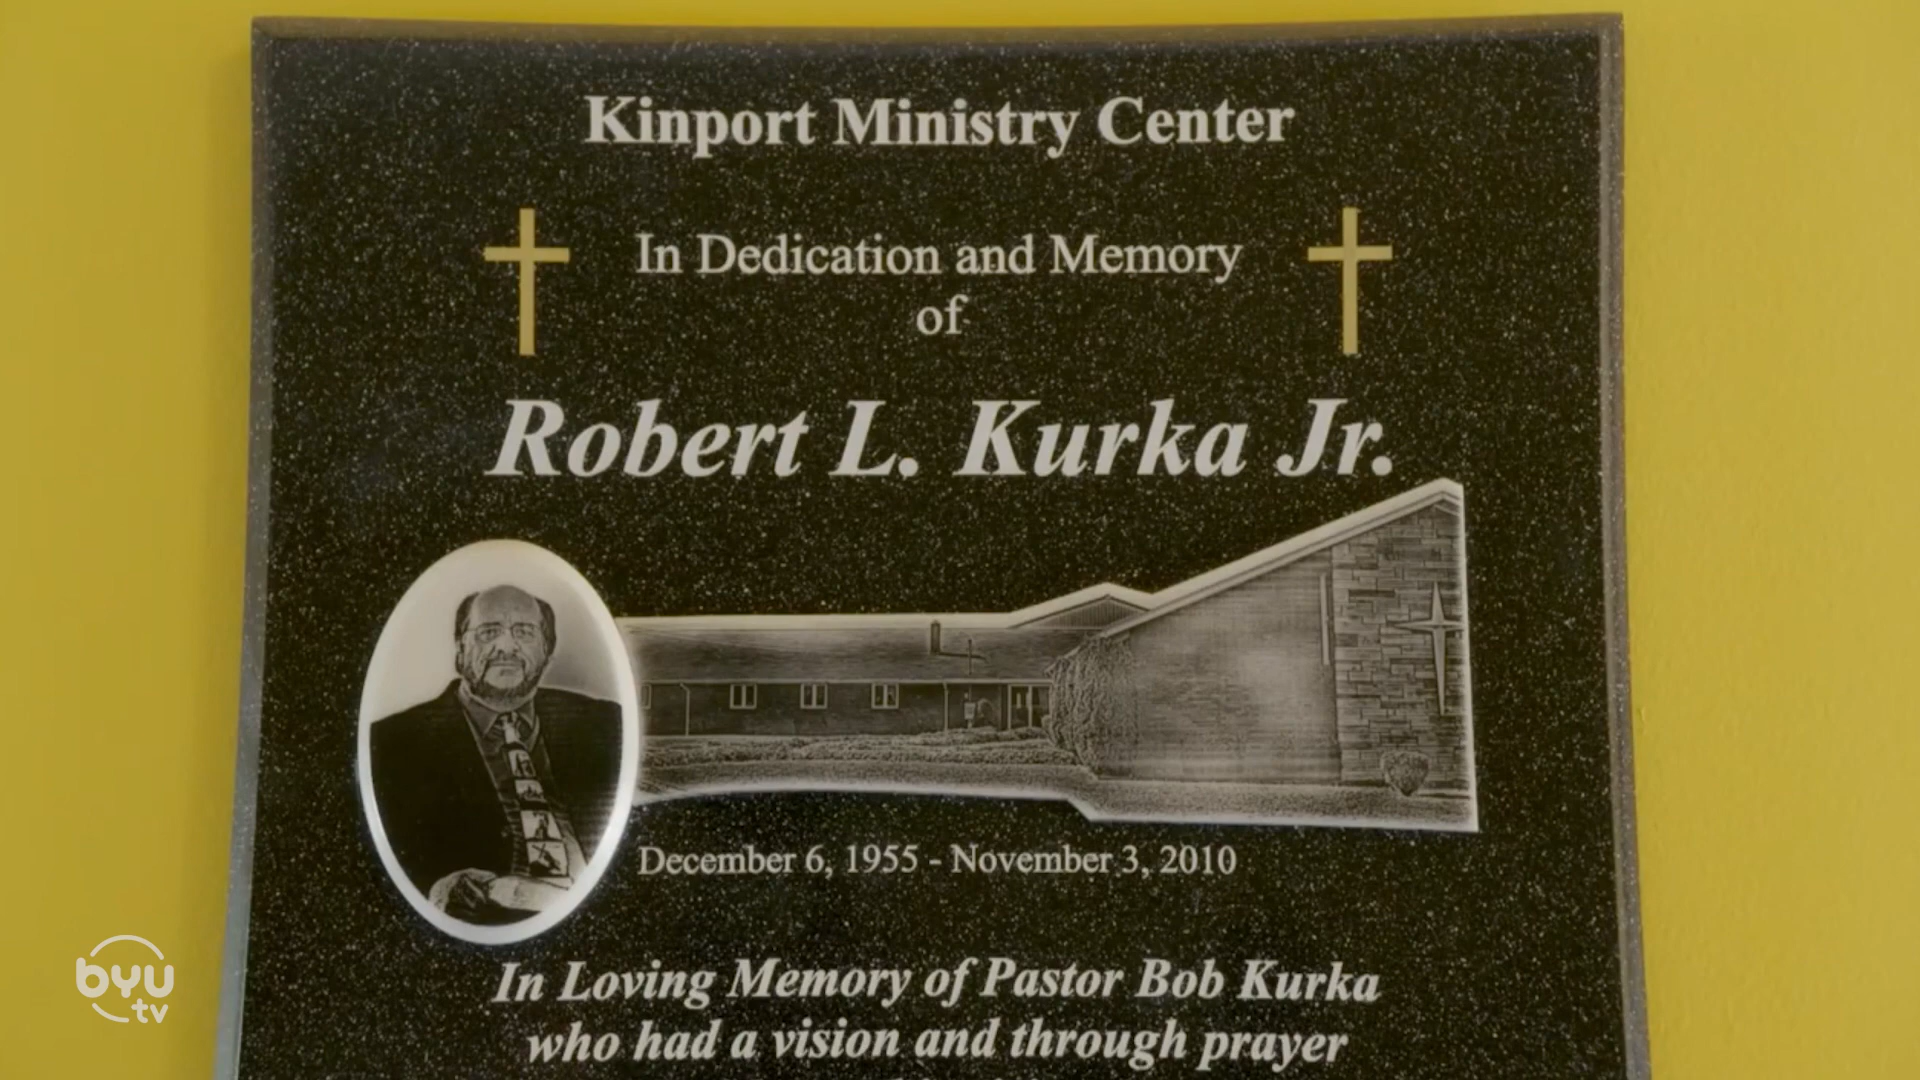 Kinport Ministry Center
In Dedication and Memory
of
Robert L. Kurka Jr.
December 6, 1955 - November 3, 2010
In Loving Memory of Pastor Bob Kurka
who had a vision and through prayer
byu
tv